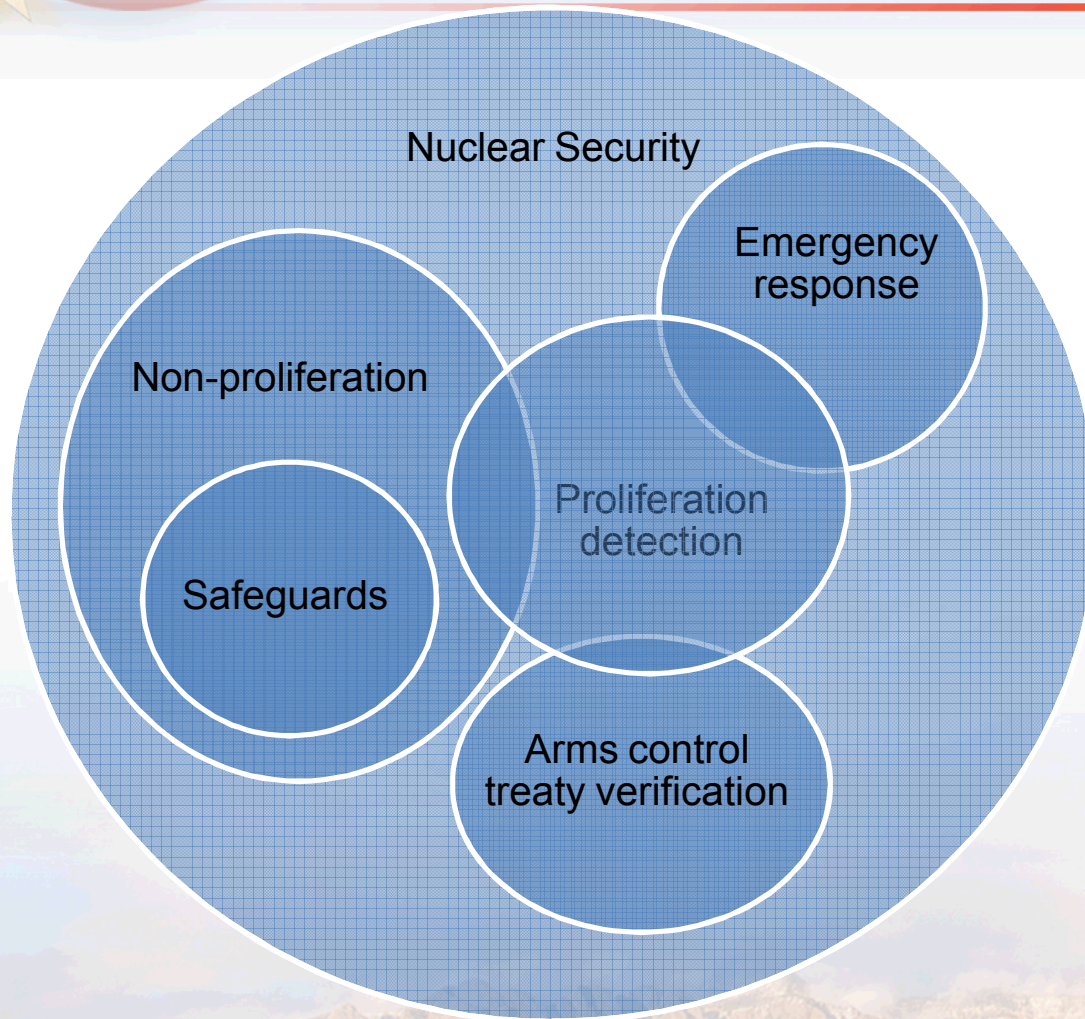 Nuclear Security
Emergency
response
Non-proliferation
Proliferation
detection
Safeguards
Arms control
treaty verification